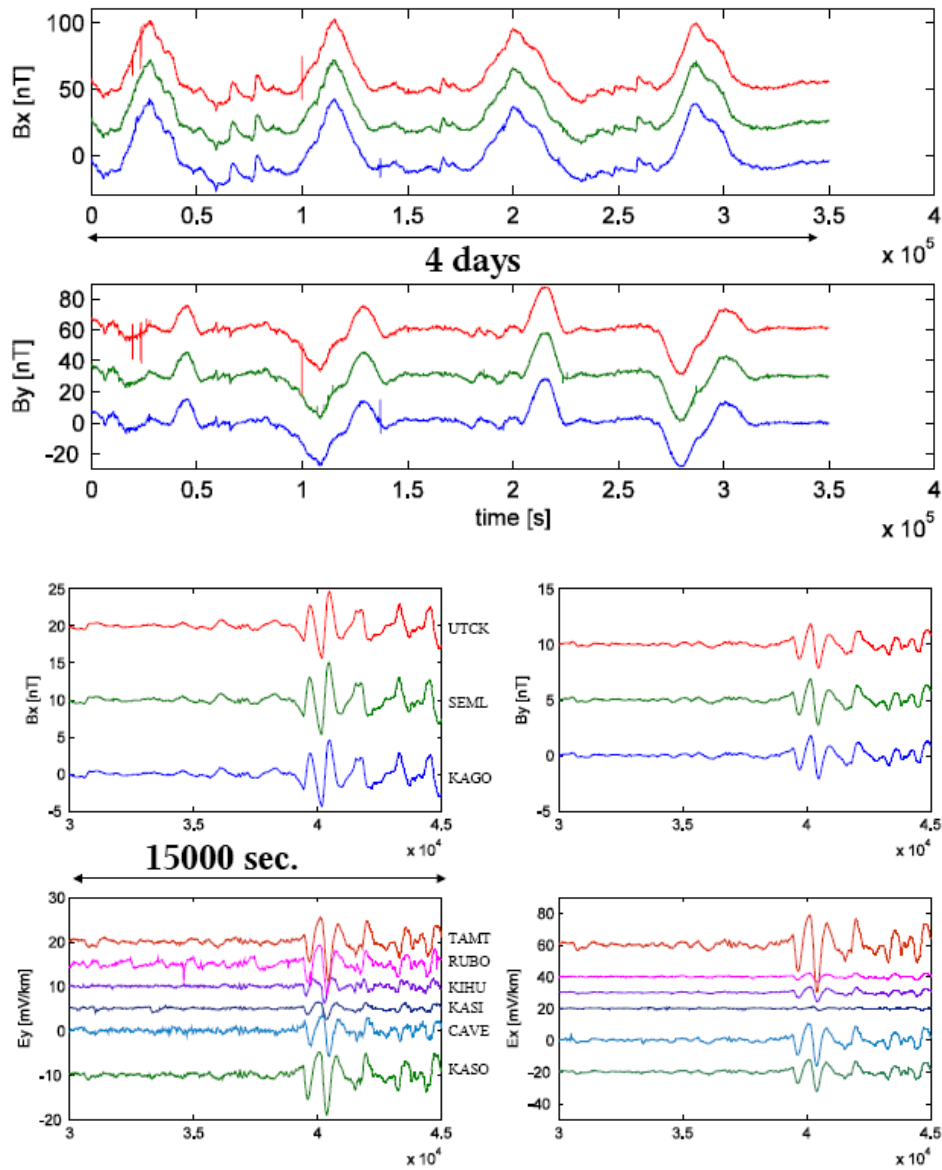 Bx [nT]
100
50
0
0 0.5 1 1.5 2 2.5 3 3.5 4
x 10^5
4 days
By [nT]
80
60
40
20
0
-20
0 0.5 1 1.5 2 2.5 3 3.5 4
time [s]
x 10^5
Bx [nT]
25
20
15
10
5
0
-5
UTCK
SEML
KAGO
3 3.5 4 4.5
x 10^4
By [nT]
15
10
5
0
-5
3 3.5 4 4.5
x 10^4
15000 sec.
Ey [mV/km]
30
20
10
0
-10
-20
TAMT
RUBO
KIHU
KASI
CAVE
KASO
3 3.5 4 4.5
x 10^4
Ex [mV/km]
80
60
40
20
0
-20
-40
3 3.5 4 4.5
x 10^4